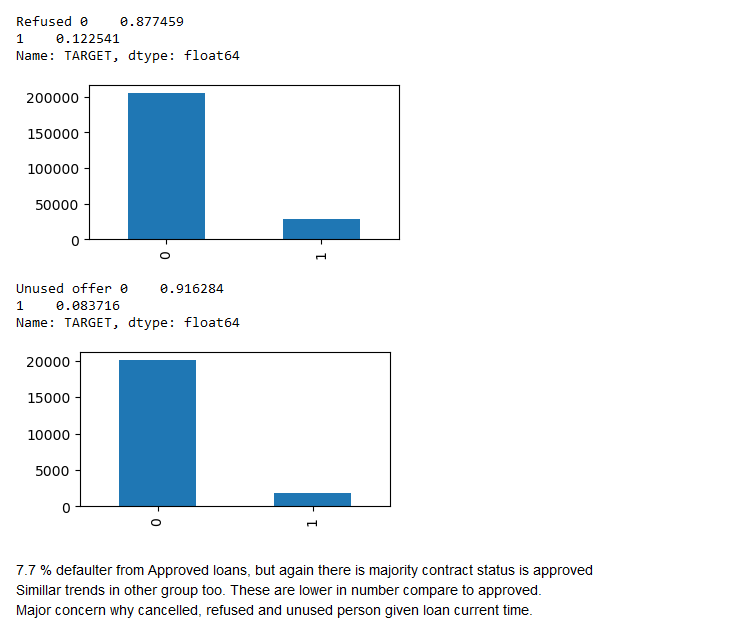 Refused 0    0.877459
1    0.122541
Name: TARGET, dtype: float64
200000
150000
100000
50000
0
0
1
Unused offer 0    0.916284
1    0.083716
Name: TARGET, dtype: float64
20000
15000
10000
5000
0
0
1
7.7 % defaulter from Approved loans, but again there is majority contract status is approved
Simillar trends in other group too. These are lower in number compare to approved.
Major concern why cancelled, refused and unused person given loan current time.